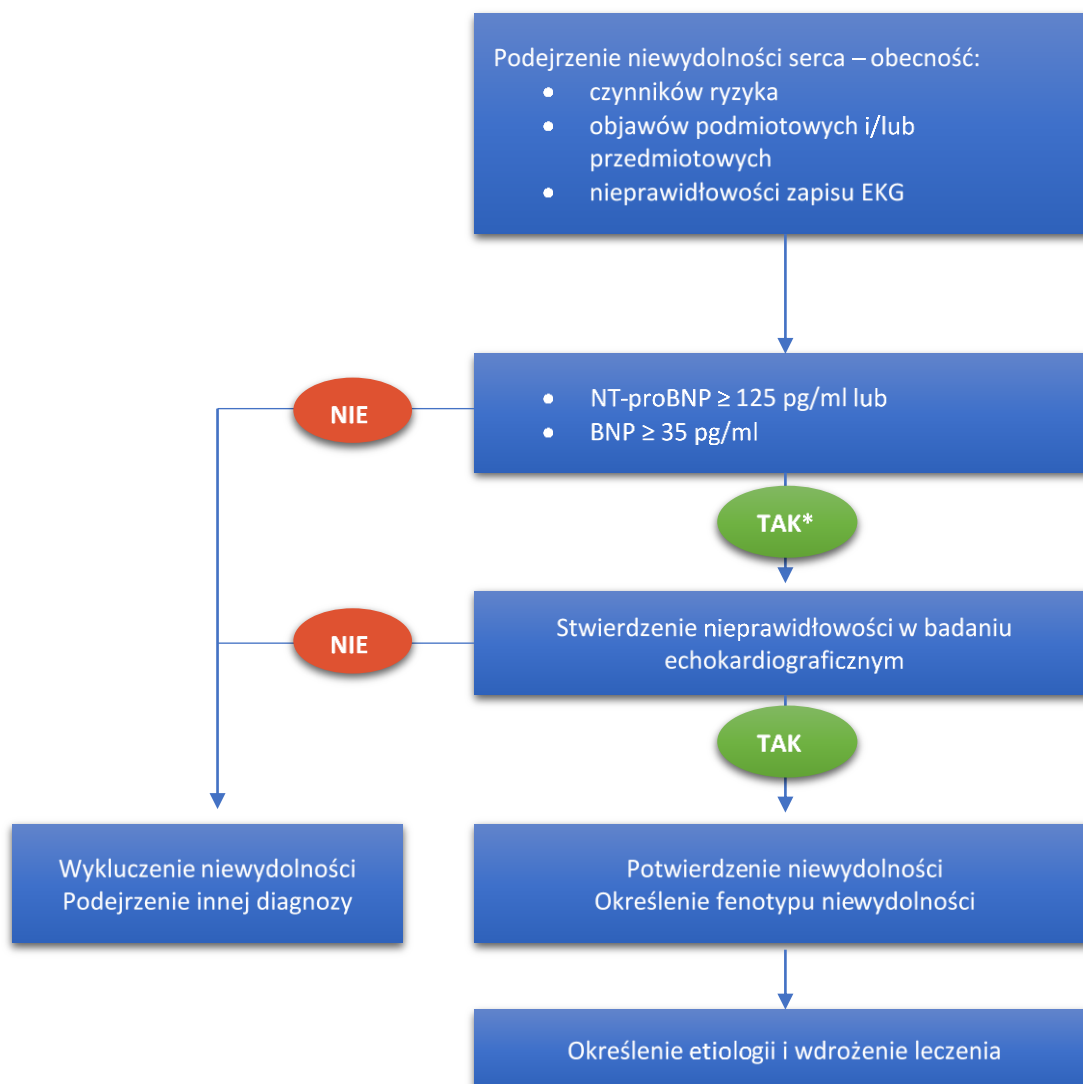 Podejrzenie niewydolności serca – obecność:
• czynników ryzyka
• objawów podmiotowych i/lub
przedmiotowych
• nieprawidłowości zapisu EKG
NIE
• NT-proBNP ≥ 125 pg/ml lub
• BNP ≥ 35 pg/ml
TAK*
NIE
Stwierdzenie nieprawidłowości w badaniu
echokardiograficznym
TAK
Wykluczenie niewydolności
Podejrzenie innej diagnozy
Potwierdzenie niewydolności
Określenie fenotypu niewydolności
Określenie etiologii i wdrożenie leczenia